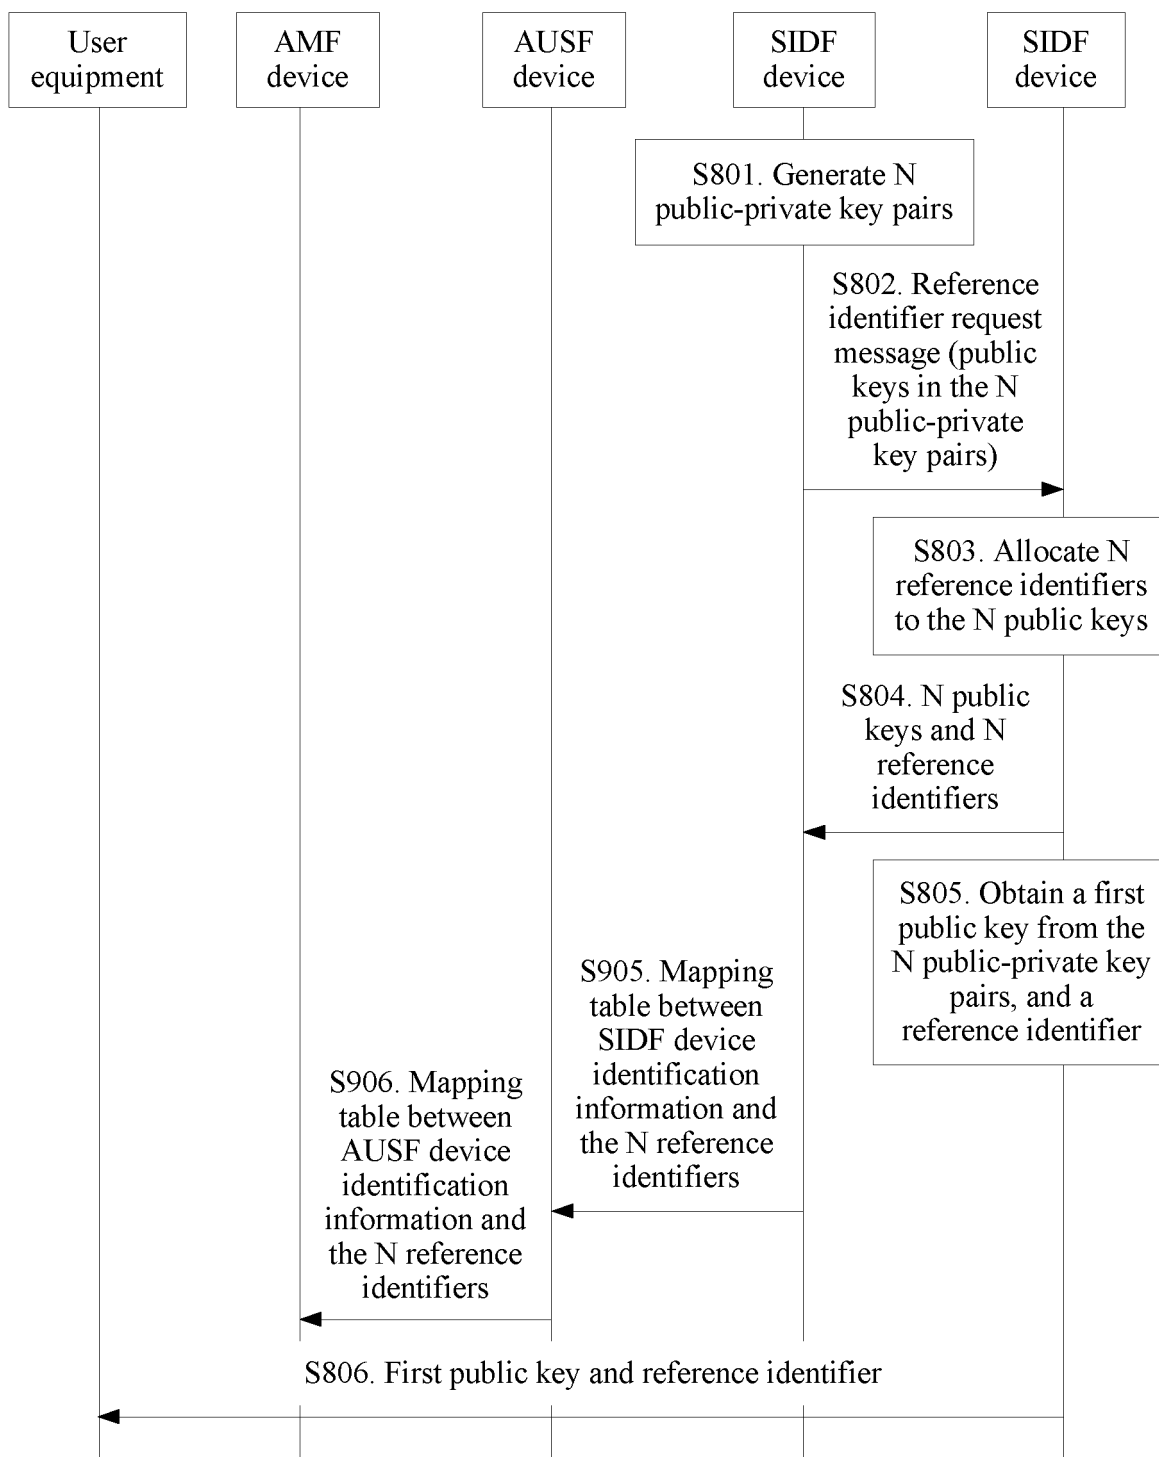 User
equipment
AMF
device
AUSF
device
SIDF
device
SIDF
device
S801. Generate N
public-private key pairs
S802. Reference
identifier request
message (public
keys in the N
public-private
key pairs)
S803. Allocate N
reference identifiers
to the N public keys
S804. N public
keys and N
reference
identifiers
S805. Obtain a first
public key from the
N public-private key
pairs, and a
reference identifier
S905. Mapping
table between
SIDF device
identification
information and
the N reference
identifiers
S906. Mapping
table between
AUSF device
identification
information and
the N reference
identifiers
S806. First public key and reference identifier